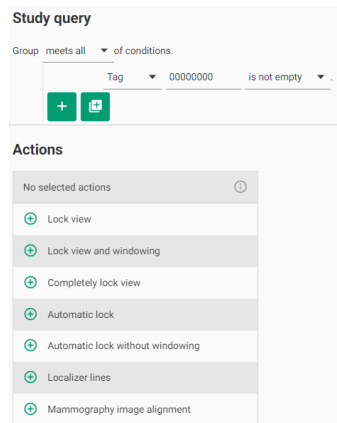 Study query
Group meets all of conditions.
Tag 00000000 is not empty .
Actions
No selected actions
Lock view
Lock view and windowing
Completely lock view
Automatic lock
Automatic lock without windowing
Localizer lines
Mammography image alignment